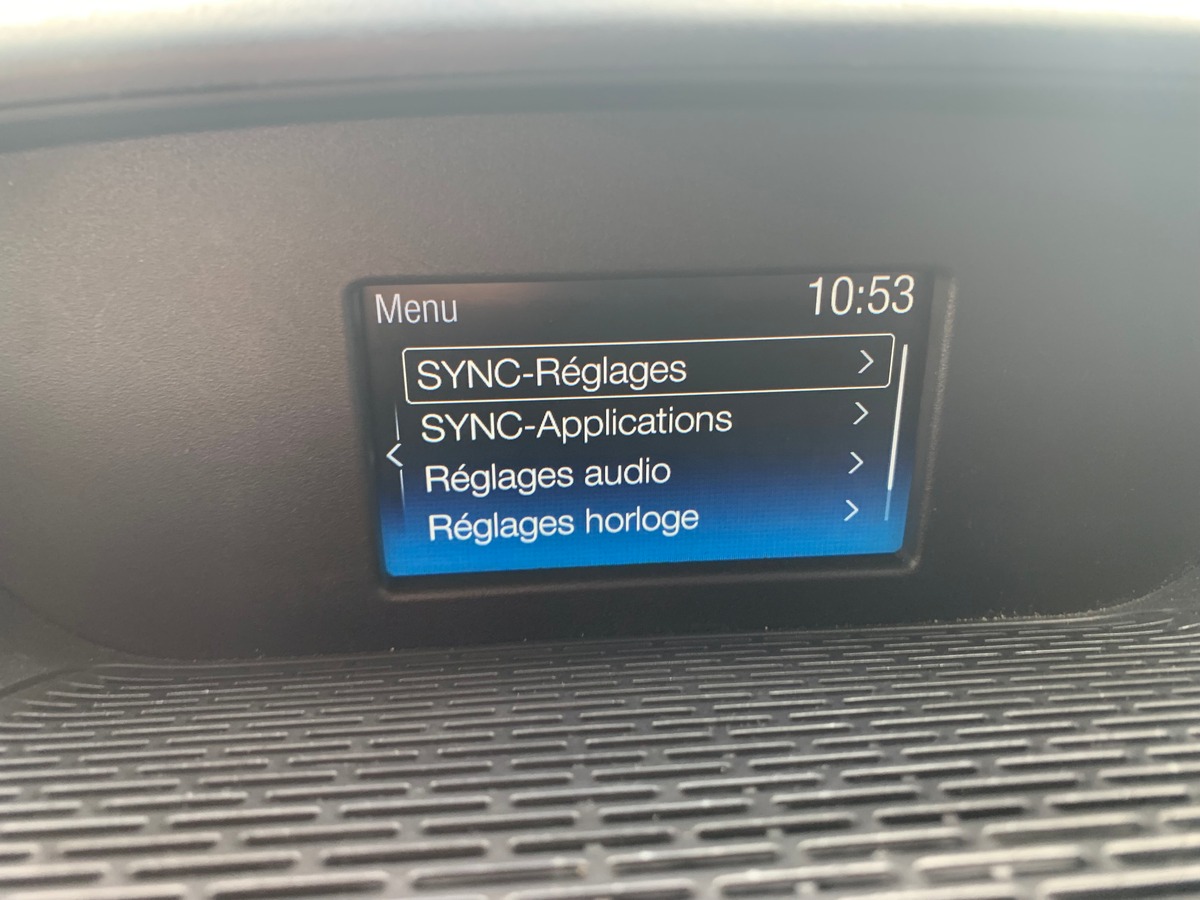 Menu 10:53
SYNC-Réglages
SYNC-Applications
Réglages audio
Réglages horloge